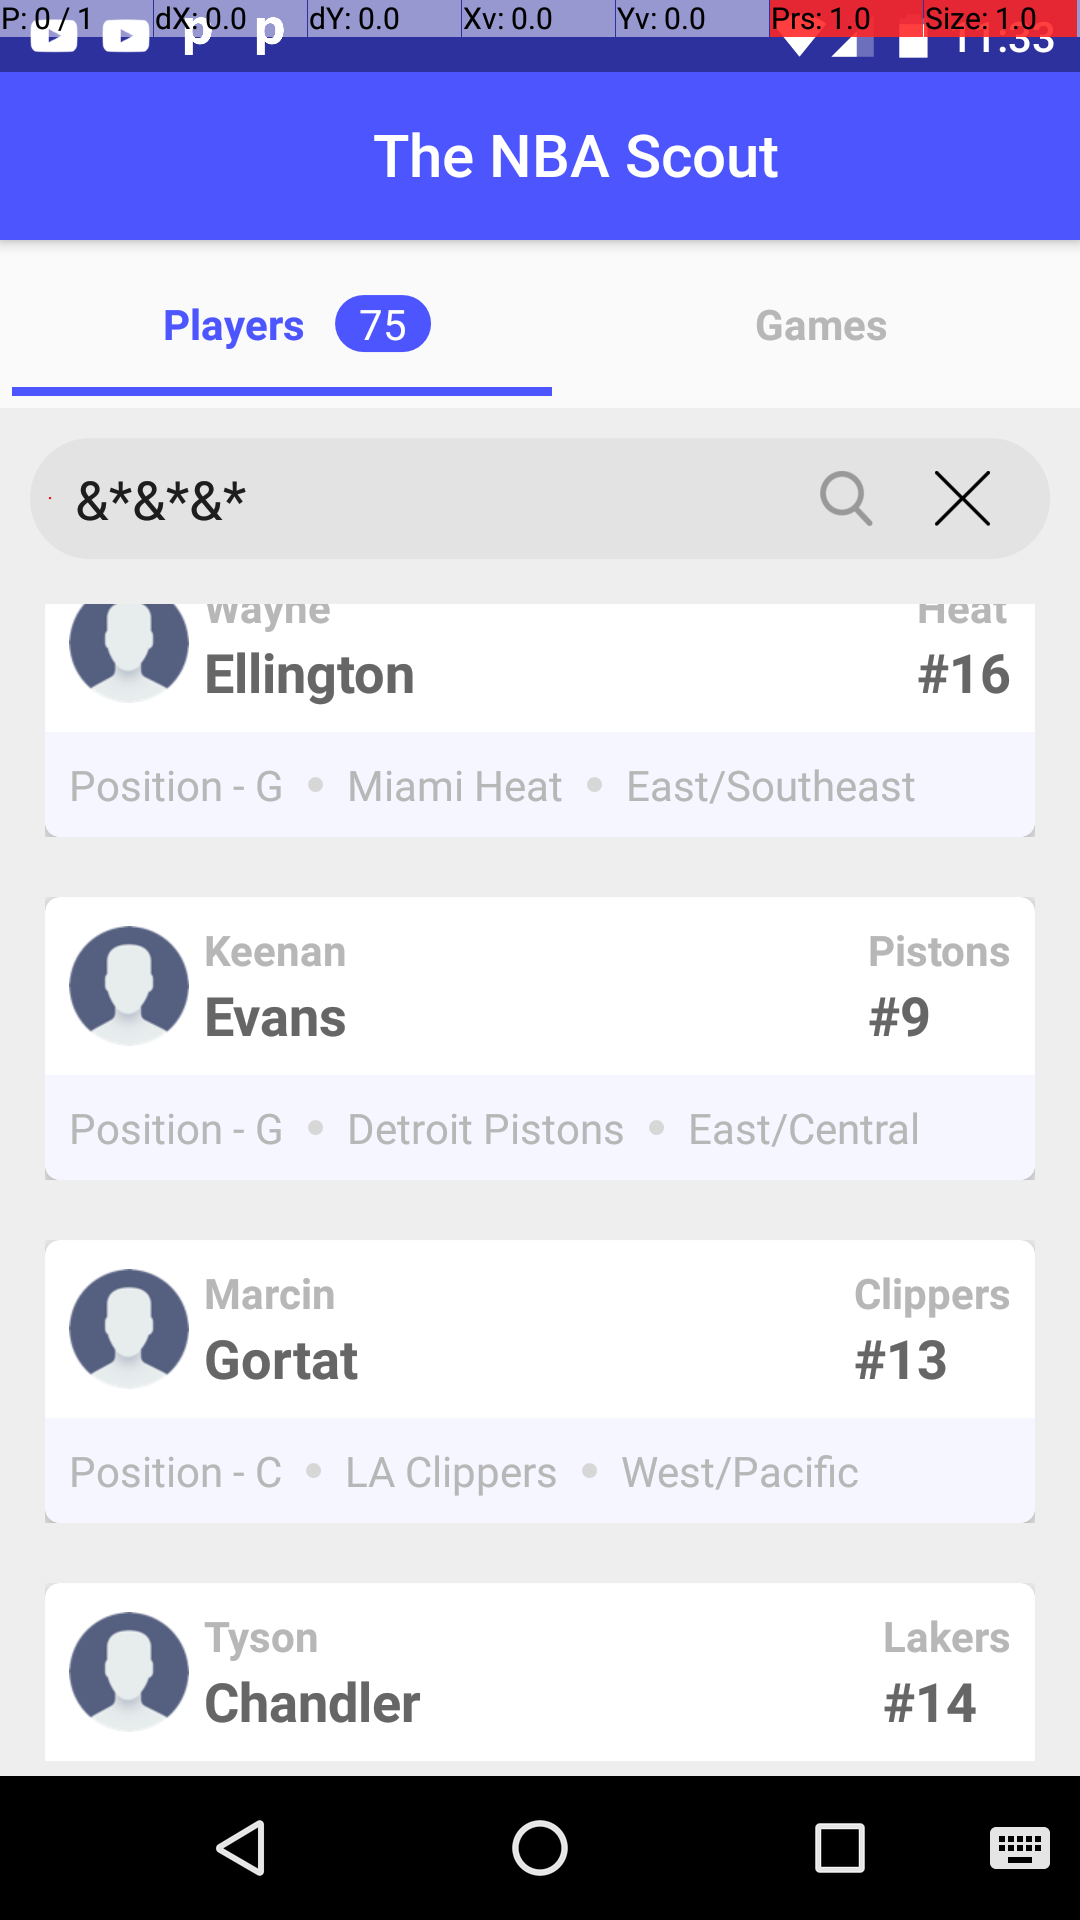 P: 0 / 1 dX: 0.0 dY: 0.0 Xv: 0.0 Yv: 0.0 Prs: 1.0 Size: 1.0
11:33
The NBA Scout
Players 75 Games
&*&*&*
Wayne Heat
Ellington #16
Position - G • Miami Heat • East/Southeast
Keenan Pistons
Evans #9
Position - G • Detroit Pistons • East/Central
Marcin Clippers
Gortat #13
Position - C • LA Clippers • West/Pacific
Tyson Lakers
Chandler #14